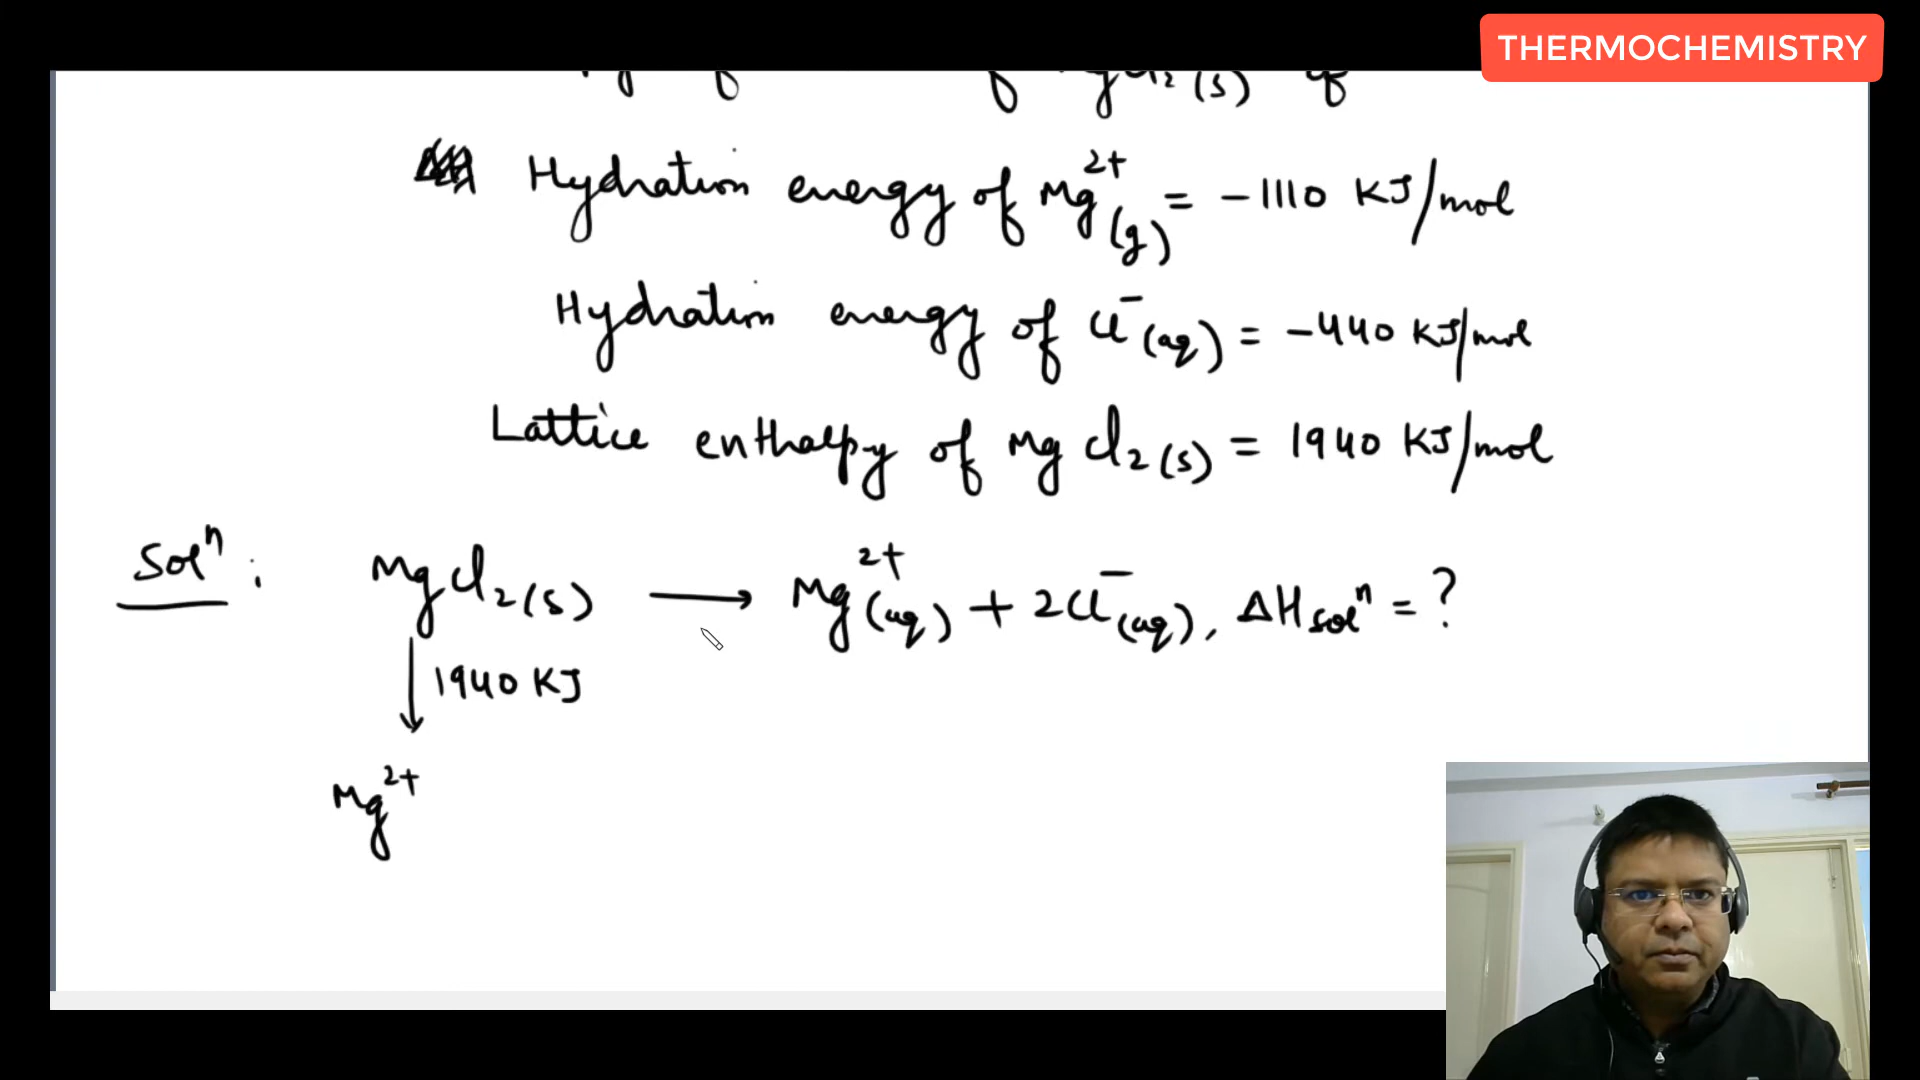 THERMOCHEMISTRY
Cl₂(s)
Hydration energy of Mg²⁺(g) = -1110 KJ/mol
Hydration energy of Cl⁻(aq) = -440 KJ/mol
Lattice enthalpy of MgCl₂(s) = 1940 KJ/mol
Solⁿ: MgCl₂(s) ⟶ Mg²⁺(aq) + 2Cl⁻(aq), ΔHsolⁿ = ?
↓ 1940 KJ
Mg²⁺